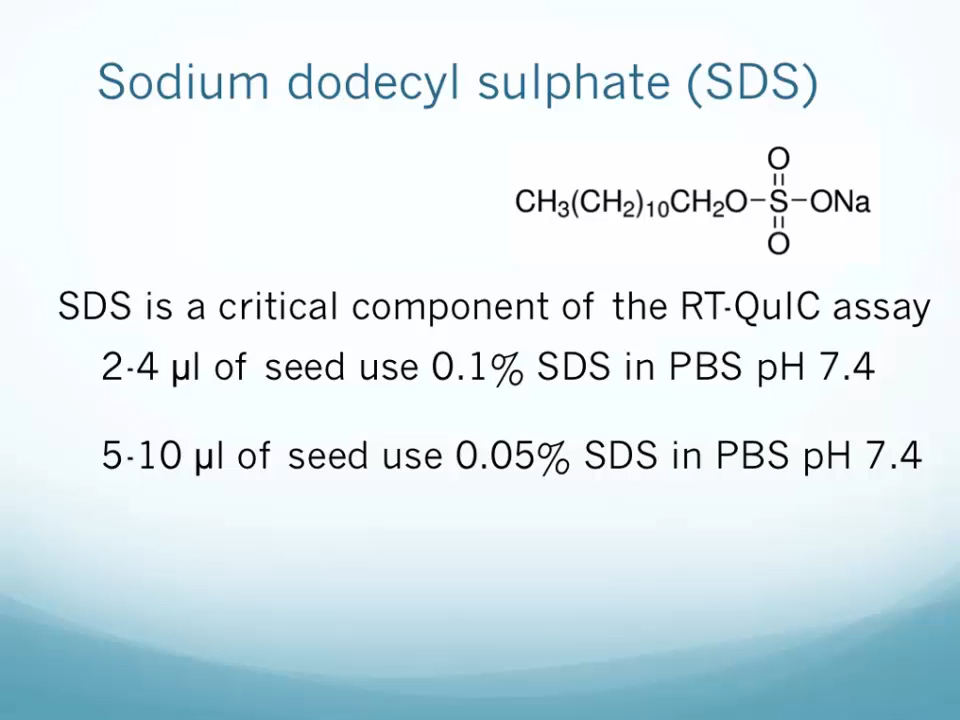 Sodium dodecyl sulphate (SDS)
O
CH₃(CH₂)₁₀CH₂O-S-ONa
O
SDS is a critical component of the RT-QuIC assay
2-4 µl of seed use 0.1% SDS in PBS pH 7.4
5-10 µl of seed use 0.05% SDS in PBS pH 7.4